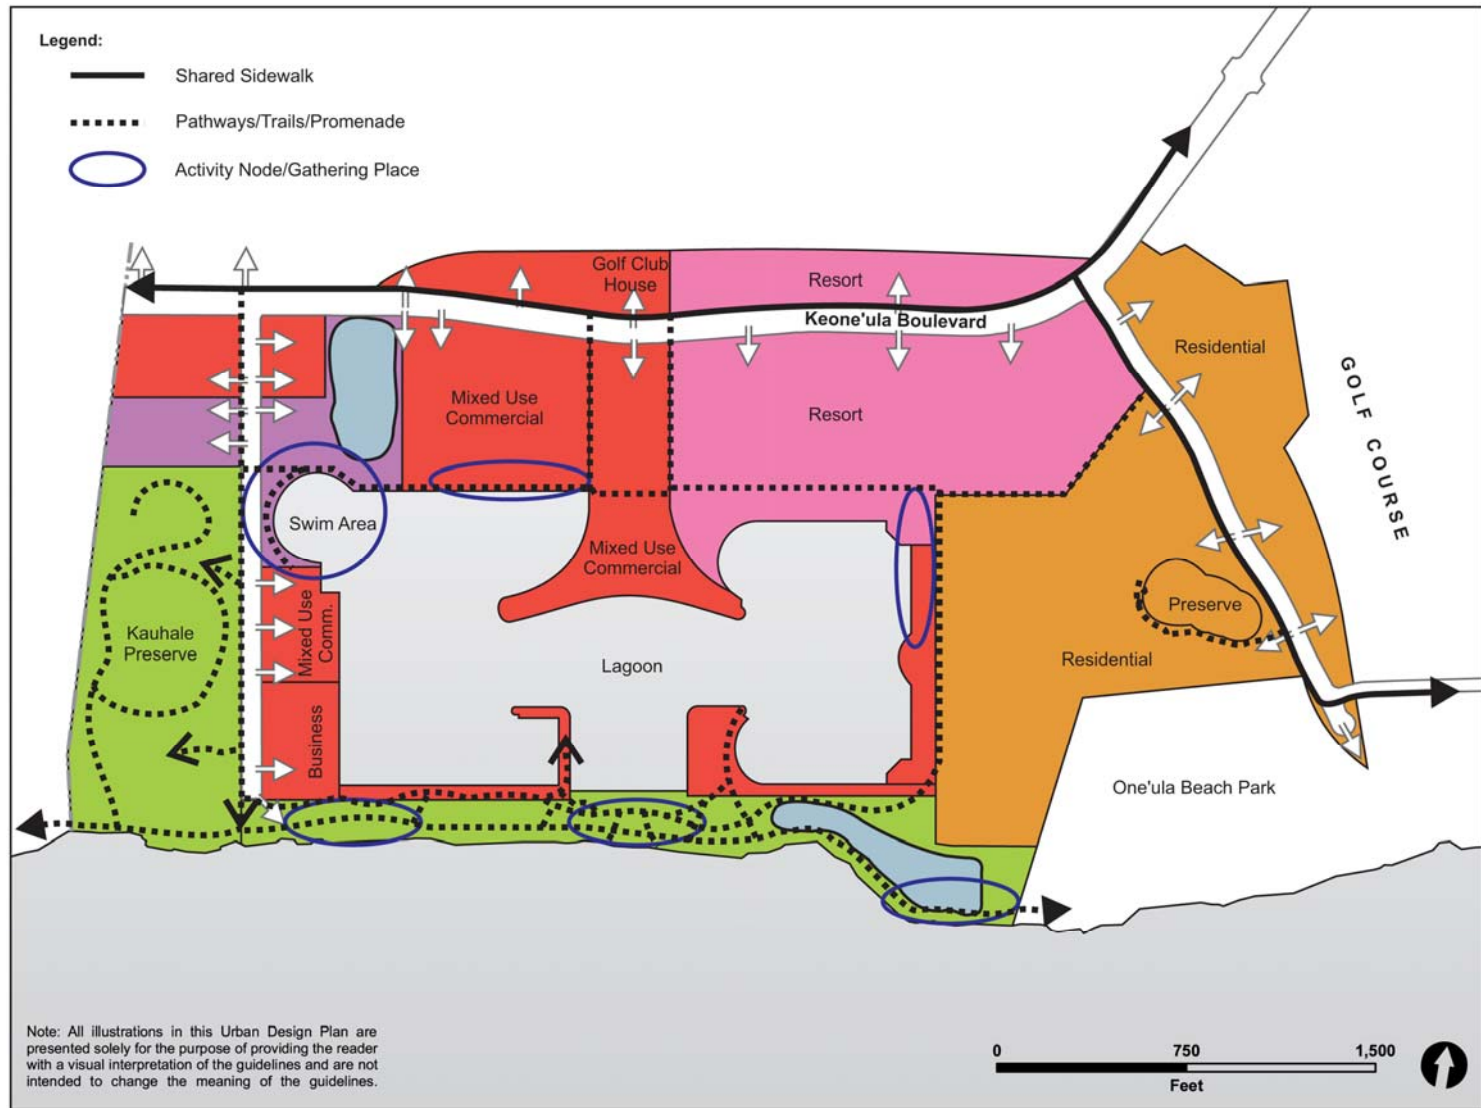 Legend:
Shared Sidewalk
Pathways/Trails/Promenade
Activity Node/Gathering Place
Golf Club
House
Resort
Keone'ula Boulevard
Residential
GOLF COURSE
Mixed Use
Commercial
Resort
Swim Area
Mixed Use
Commercial
Preserve
Kauhale
Preserve
Mixed Use
Comm.
Lagoon
Residential
Business
One'ula Beach Park
Note: All illustrations in this Urban Design Plan are
presented solely for the purpose of providing the reader
with a visual interpretation of the guidelines and are not
intended to change the meaning of the guidelines.
0 750 1,500
Feet